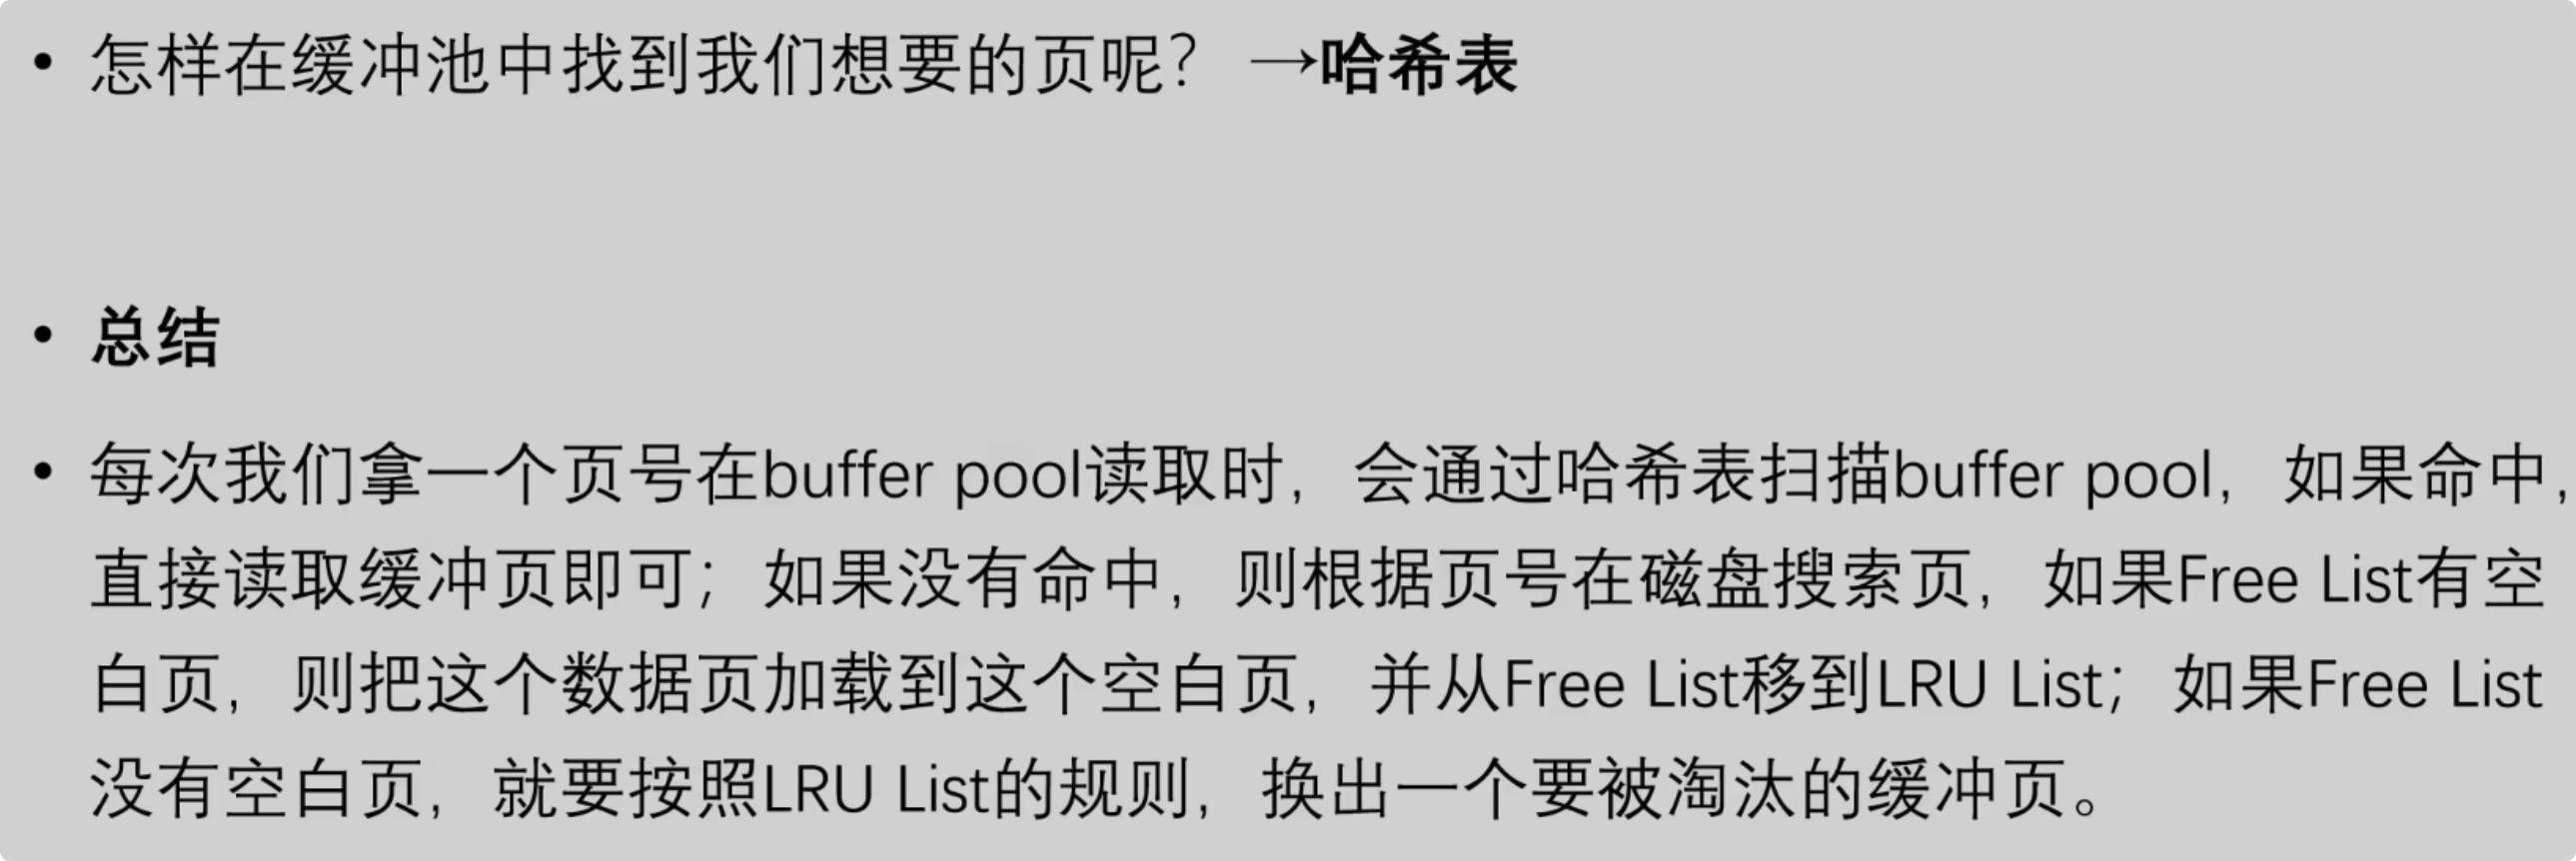 • 怎样在缓冲池中找到我们想要的页呢？ →哈希表
• 总结
• 每次我们拿一个页号在buffer pool读取时，会通过哈希表扫描buffer pool，如果命中，
直接读取缓冲页即可；如果没有命中，则根据页号在磁盘搜索页，如果Free List有空
白页，则把这个数据页加载到这个空白页，并从Free List移到LRU List；如果Free List
没有空白页，就要按照LRU List的规则，换出一个要被淘汰的缓冲页。